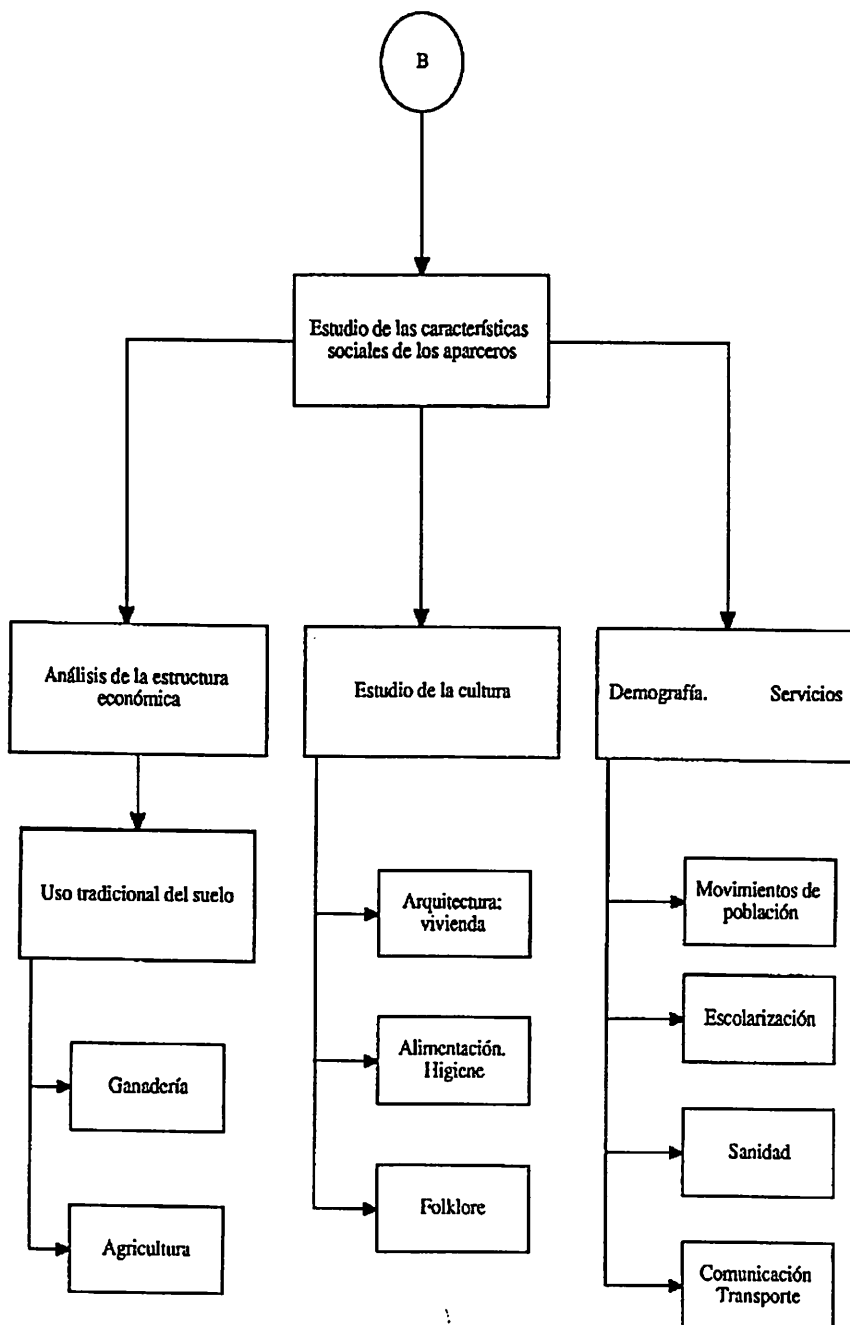 B
Estudio de las características
sociales de los aparceros
Análisis de la estructura
económica
Estudio de la cultura
Demografía. Servicios
Uso tradicional del suelo
Ganadería
Agricultura
Arquitectura:
vivienda
Alimentación.
Higiene
Folklore
Movimientos de
población
Escolarización
Sanidad
Comunicación
Transporte